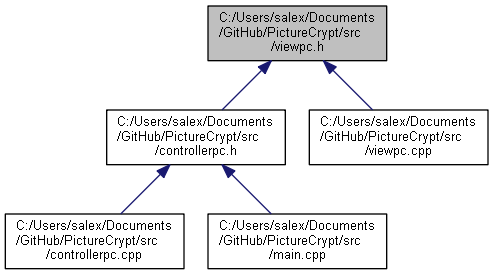 C:/Users/salex/Documents
/GitHub/PictureCrypt/src
/viewpc.h
C:/Users/salex/Documents
/GitHub/PictureCrypt/src
/controllerpc.h
C:/Users/salex/Documents
/GitHub/PictureCrypt/src
/viewpc.cpp
C:/Users/salex/Documents
/GitHub/PictureCrypt/src
/controllerpc.cpp
C:/Users/salex/Documents
/GitHub/PictureCrypt/src
/main.cpp